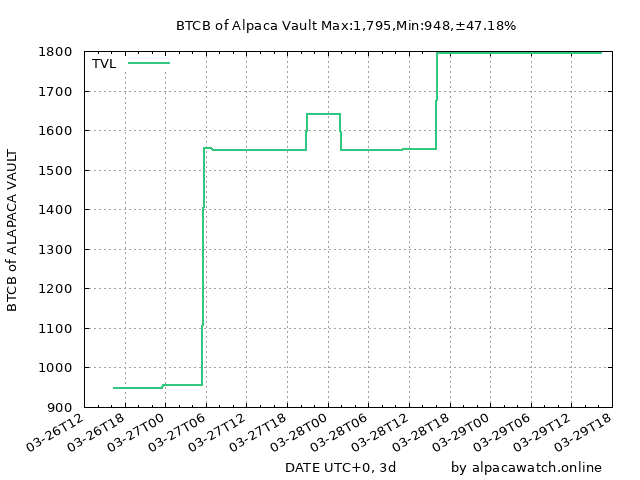 BTCB of Alpaca Vault Max:1,795,Min:948,±47.18%
TVL
BTCB of ALAPACA VAULT
1800
1700
1600
1500
1400
1300
1200
1100
1000
900
03-26T12
03-26T18
03-27T00
03-27T06
03-27T12
03-27T18
03-28T00
03-28T06
03-28T12
03-28T18
03-29T00
03-29T06
03-29T12
03-29T18
DATE UTC+0, 3d
by alpacawatch.online